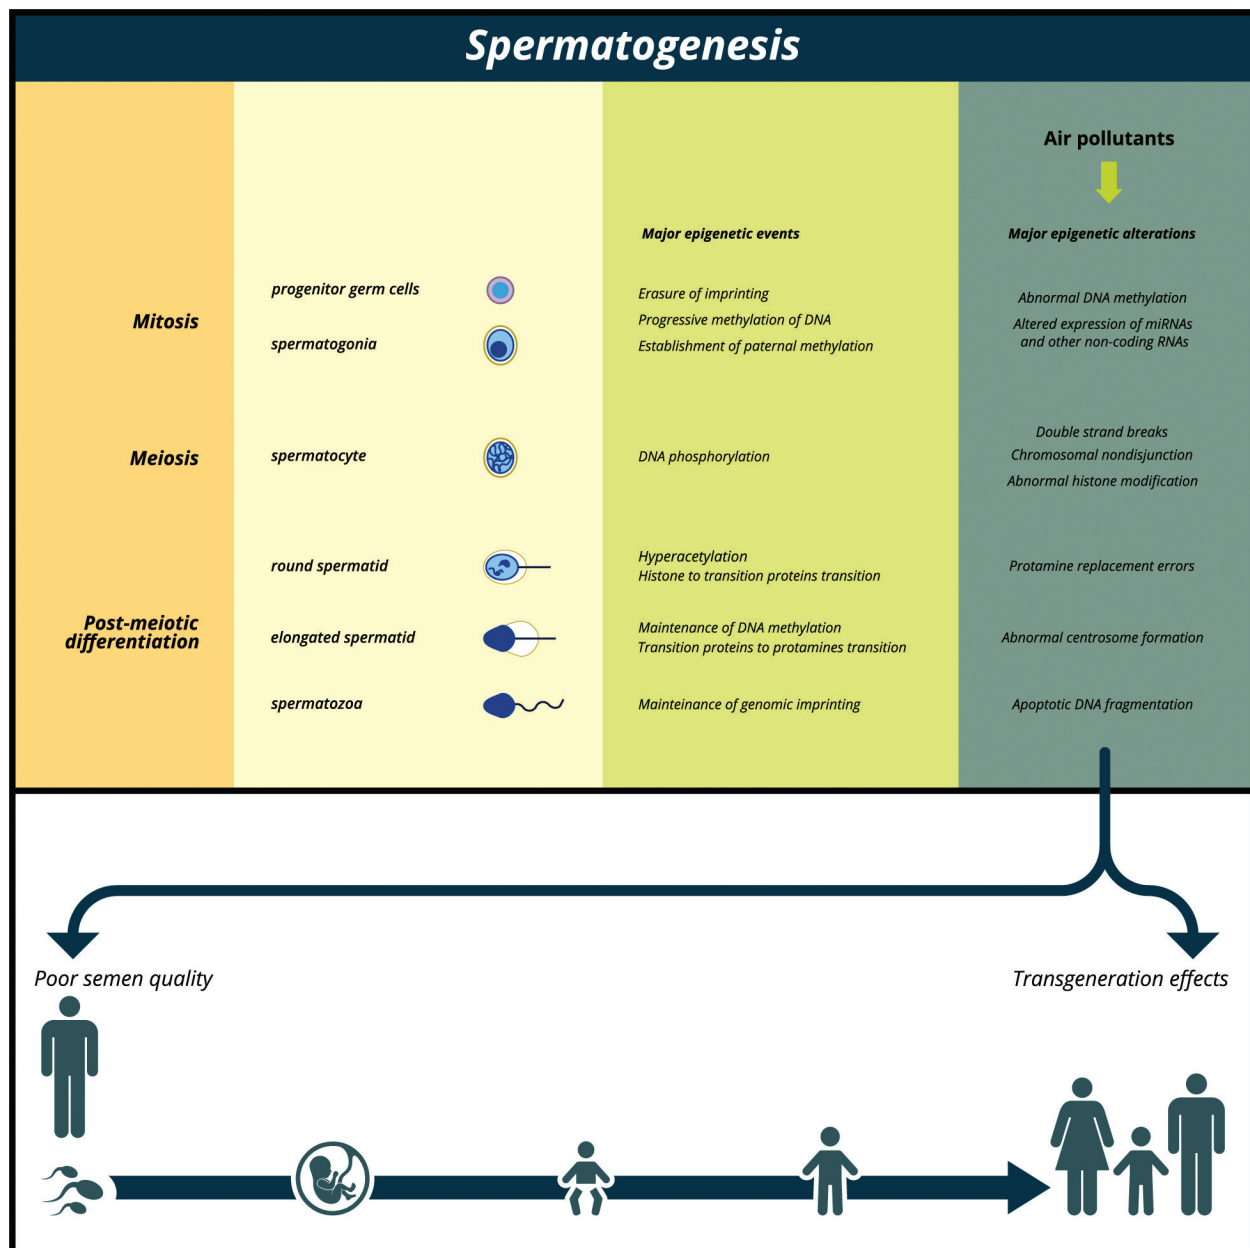 Spermatogenesis
Air pollutants
Major epigenetic events
Major epigenetic alterations
Mitosis
progenitor germ cells
spermatogonia
Erasure of imprinting
Progressive methylation of DNA
Establishment of paternal methylation
Abnormal DNA methylation
Altered expression of miRNAs
and other non-coding RNAs
Meiosis
spermatocyte
DNA phosphorylation
Double strand breaks
Chromosomal nondisjunction
Abnormal histone modification
Post-meiotic
differentiation
round spermatid
Hyperacetylation
Histone to transition proteins transition
Protamine replacement errors
elongated spermatid
Maintenance of DNA methylation
Transition proteins to protamines transition
Abnormal centrosome formation
spermatozoa
Mainteinance of genomic imprinting
Apoptotic DNA fragmentation
Poor semen quality
Transgeneration effects